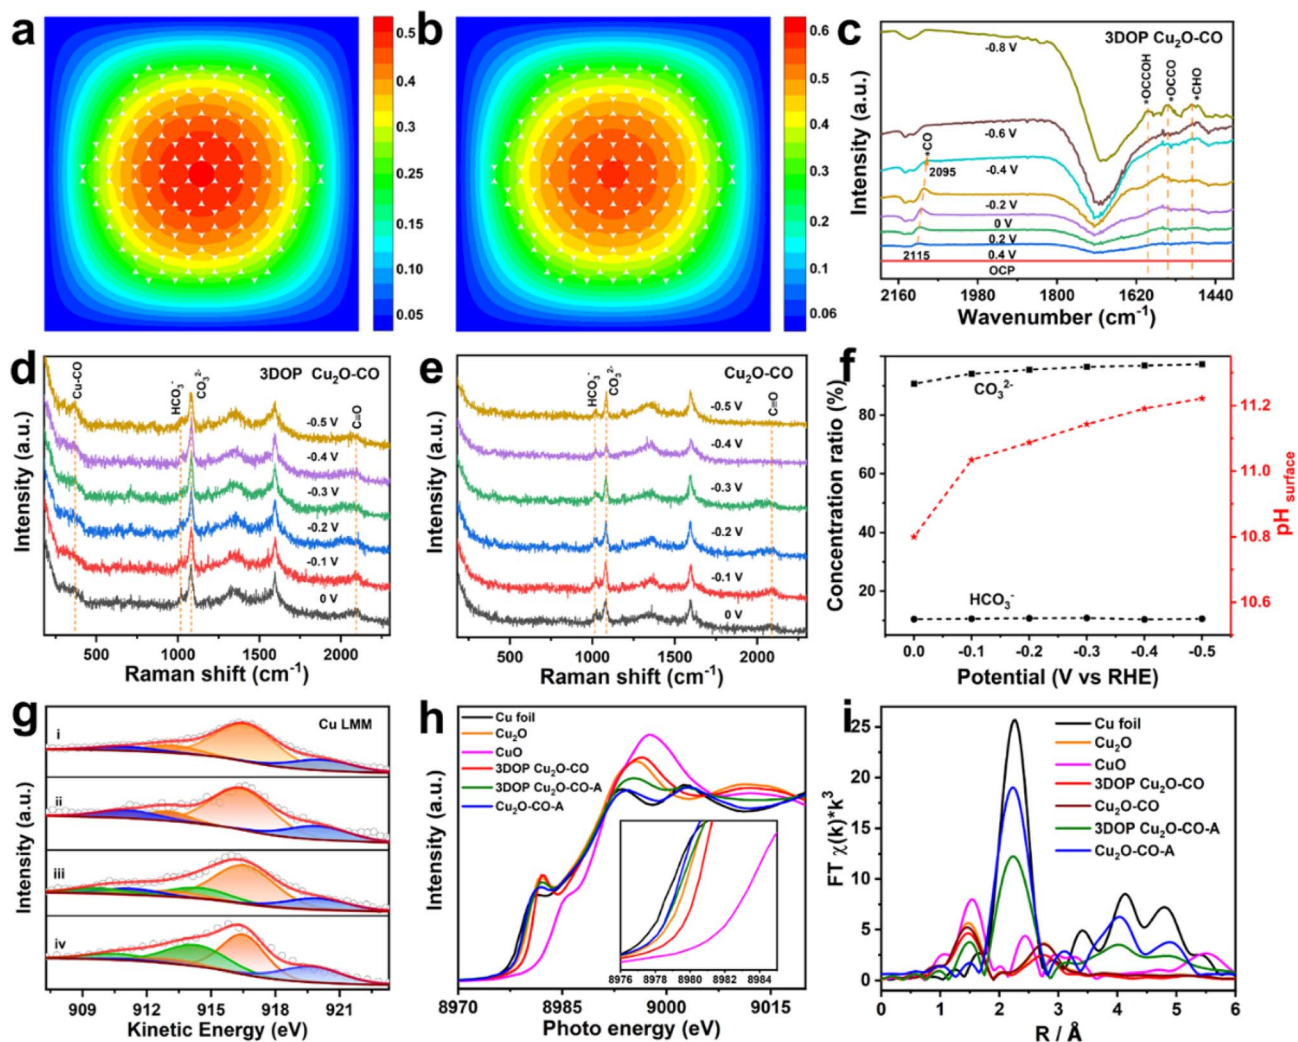 a
0.5
0.4
0.3
0.25
0.15
0.10
0.05
b
0.6
0.5
0.4
0.3
0.2
0.1
0.06
c
3DOP Cu₂O-CO
-0.8 V
*OCCOH
*OCCO
*CHO
-0.6 V
*CO
2095
-0.4 V
-0.2 V
0 V
0.2 V
2115
0.4 V
OCP
Intensity (a.u.)
2160 1980 1800 1620 1440
Wavenumber (cm⁻¹)
d
Cu-CO
HCO₃⁻
CO₃²⁻
3DOP Cu₂O-CO
C≡O
-0.5 V
-0.4 V
-0.3 V
-0.2 V
-0.1 V
0 V
Intensity (a.u.)
500 1000 1500 2000
Raman shift (cm⁻¹)
e
HCO₃⁻
CO₃²⁻
Cu₂O-CO
C≡O
-0.5 V
-0.4 V
-0.3 V
-0.2 V
-0.1 V
0 V
Intensity (a.u.)
500 1000 1500 2000
Raman shift (cm⁻¹)
f
CO₃²⁻
HCO₃⁻
80
60
40
20
Concentration ratio (%)
11.2
11.0
10.8
10.6
pH surface
0.0 -0.1 -0.2 -0.3 -0.4 -0.5
Potential (V vs RHE)
g
Cu LMM
i
ii
iii
iv
Intensity (a.u.)
909 912 915 918 921
Kinetic Energy (eV)
h
Cu foil
Cu₂O
CuO
3DOP Cu₂O-CO
3DOP Cu₂O-CO-A
Cu₂O-CO-A
8976 8978 8980 8982 8984
Intensity (a.u.)
8970 8985 9000 9015
Photo energy (eV)
i
Cu foil
Cu₂O
CuO
3DOP Cu₂O-CO
Cu₂O-CO
3DOP Cu₂O-CO-A
Cu₂O-CO-A
25
20
15
10
5
0
FT χ(k)*k³
0 1 2 3 4 5 6
R / Å